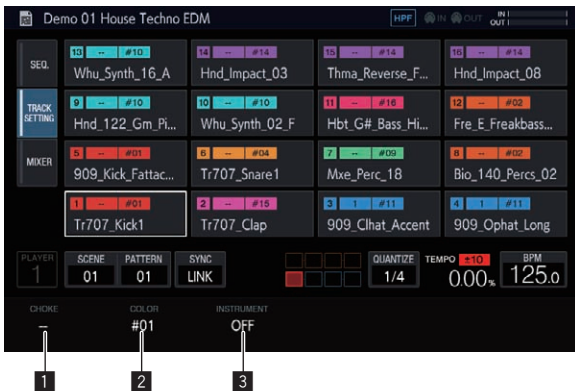 Demo 01 House Techno EDM HPF IN OUT IN OUT
SEQ.
13 -- #10 14 -- #14 15 -- #14 16 -- #14
Whu_Synth_16_A Hnd_Impact_03 Thma_Reverse_F... Hnd_Impact_08
TRACK SETTING
9 -- #10 10 -- #10 11 -- #16 12 -- #02
Hnd_122_Gm_Pi... Whu_Synth_02_F Hbt_G#_Bass_Hi... Fre_E_Freakbass...
MIXER
5 -- #01 6 -- #04 7 -- #09 8 -- #02
909_Kick_Fattac... Tr707_Snare1 Mxe_Perc_18 Bio_140_Percs_02
1 -- #01 2 -- #15 3 1 #11 4 1 #11
Tr707_Kick1 Tr707_Clap 909_Clhat_Accent 909_Ophat_Long
PLAYER SCENE PATTERN SYNC QUANTIZE TEMPO ±10 BPM
1 01 01 LINK 1/4 0.00% 125.0
CHOKE COLOR INSTRUMENT
-- #01 OFF
1 2 3